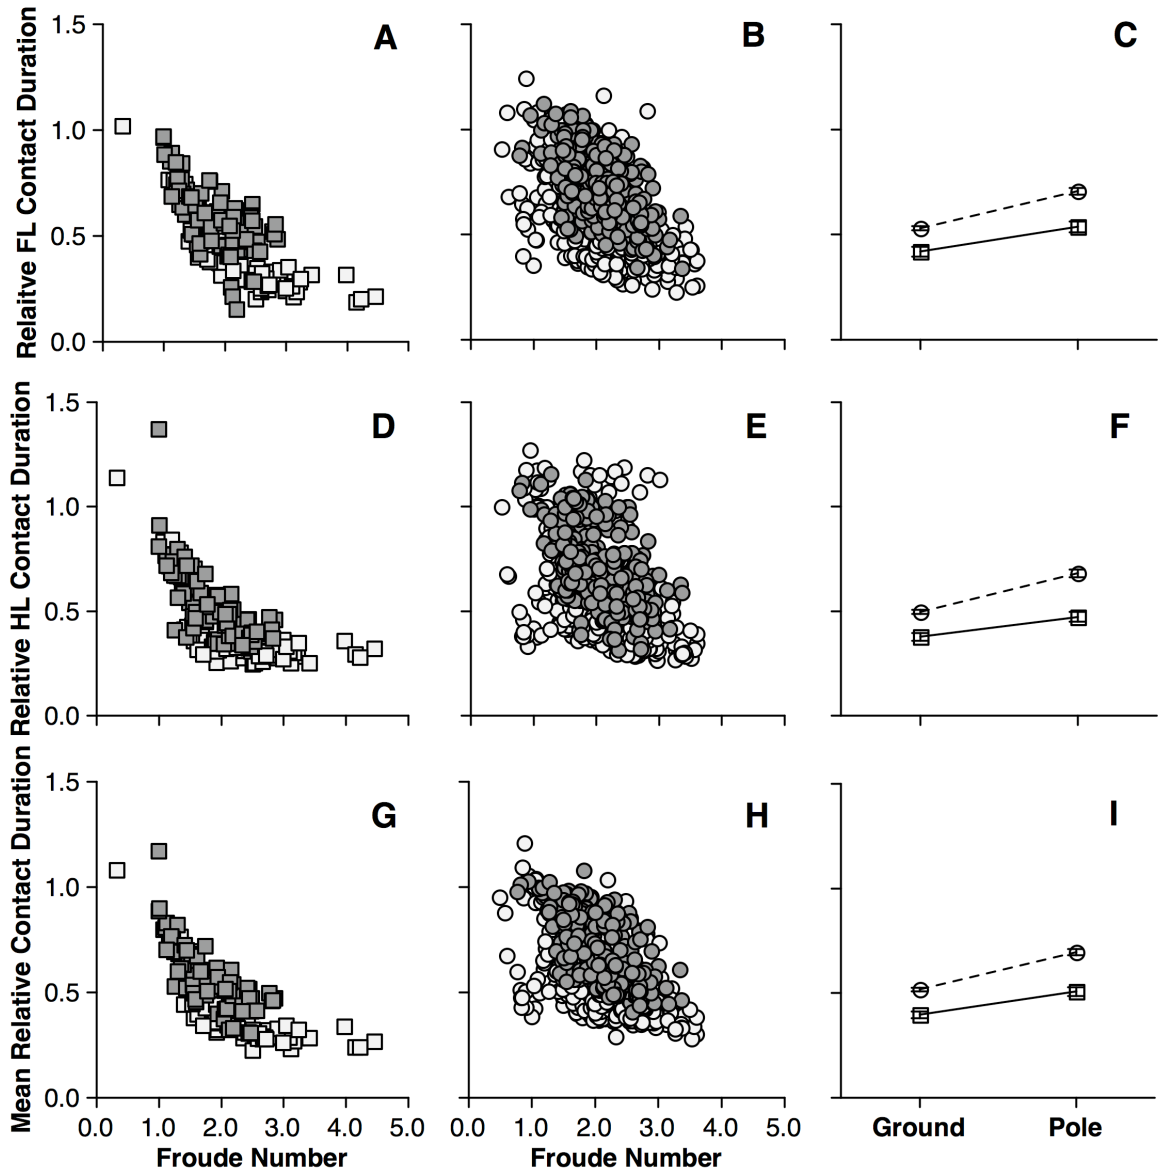 Relaitve FL Contact Duration
1.5
1.0
0.5
0.0
A
B
C
Relative HL Contact Duration
1.5
1.0
0.5
0.0
D
E
F
Mean Relative Contact Duration
1.5
1.0
0.5
0.0
G
H
I
0.0 1.0 2.0 3.0 4.0 5.0
0.0 1.0 2.0 3.0 4.0 5.0
Ground Pole
Froude Number
Froude Number